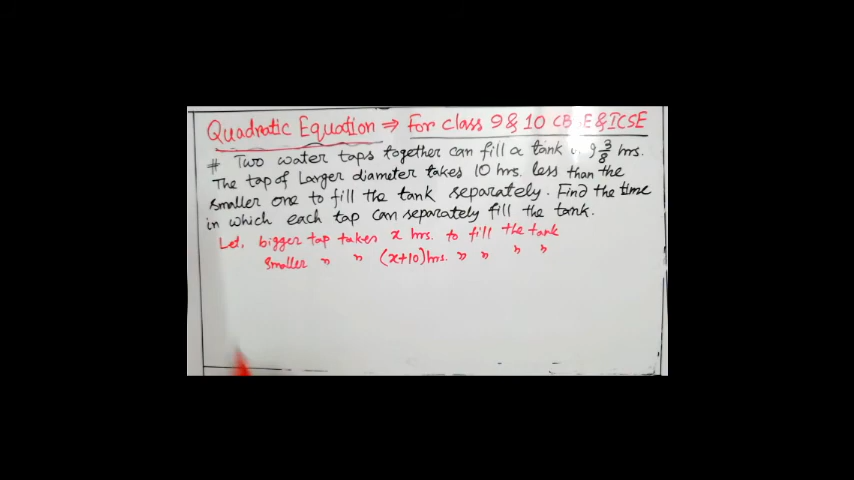 Quadratic Equation ⇒ For class 9 & 10 CB E & ICSE
# Two water taps together can fill a tank 9 3/8 hrs.
The tap of Larger diameter takes 10 hrs. less than the
smaller one to fill the tank separately. Find the time
in which each tap can separately fill the tank.
Let, bigger tap takes x hrs. to fill the tank
Smaller " " (x+10) hrs. " " " "